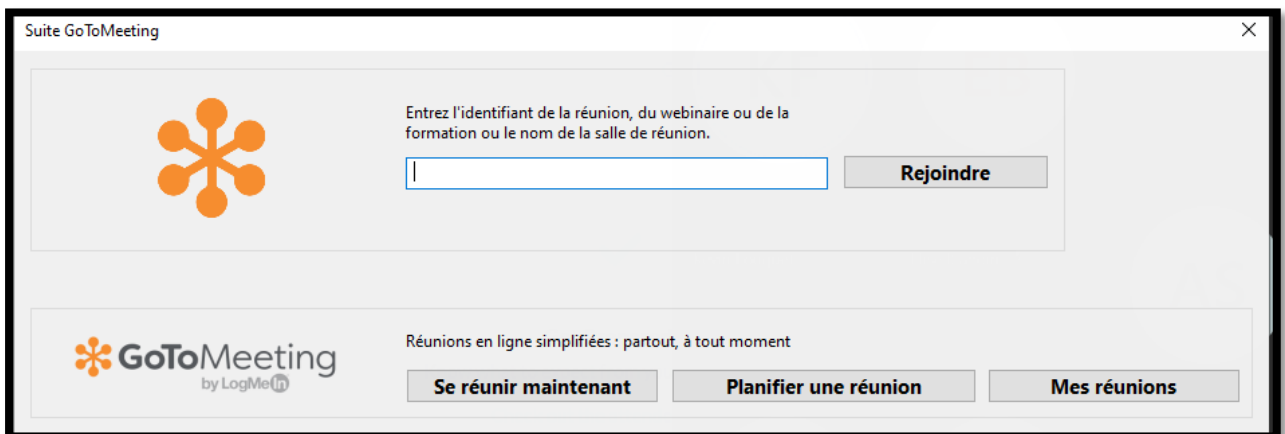 Suite GoToMeeting
Entrez l'identifiant de la réunion, du webinaire ou de la
formation ou le nom de la salle de réunion.
Rejoindre
GoToMeeting
by LogMeIn
Réunions en ligne simplifiées : partout, à tout moment
Se réunir maintenant
Planifier une réunion
Mes réunions